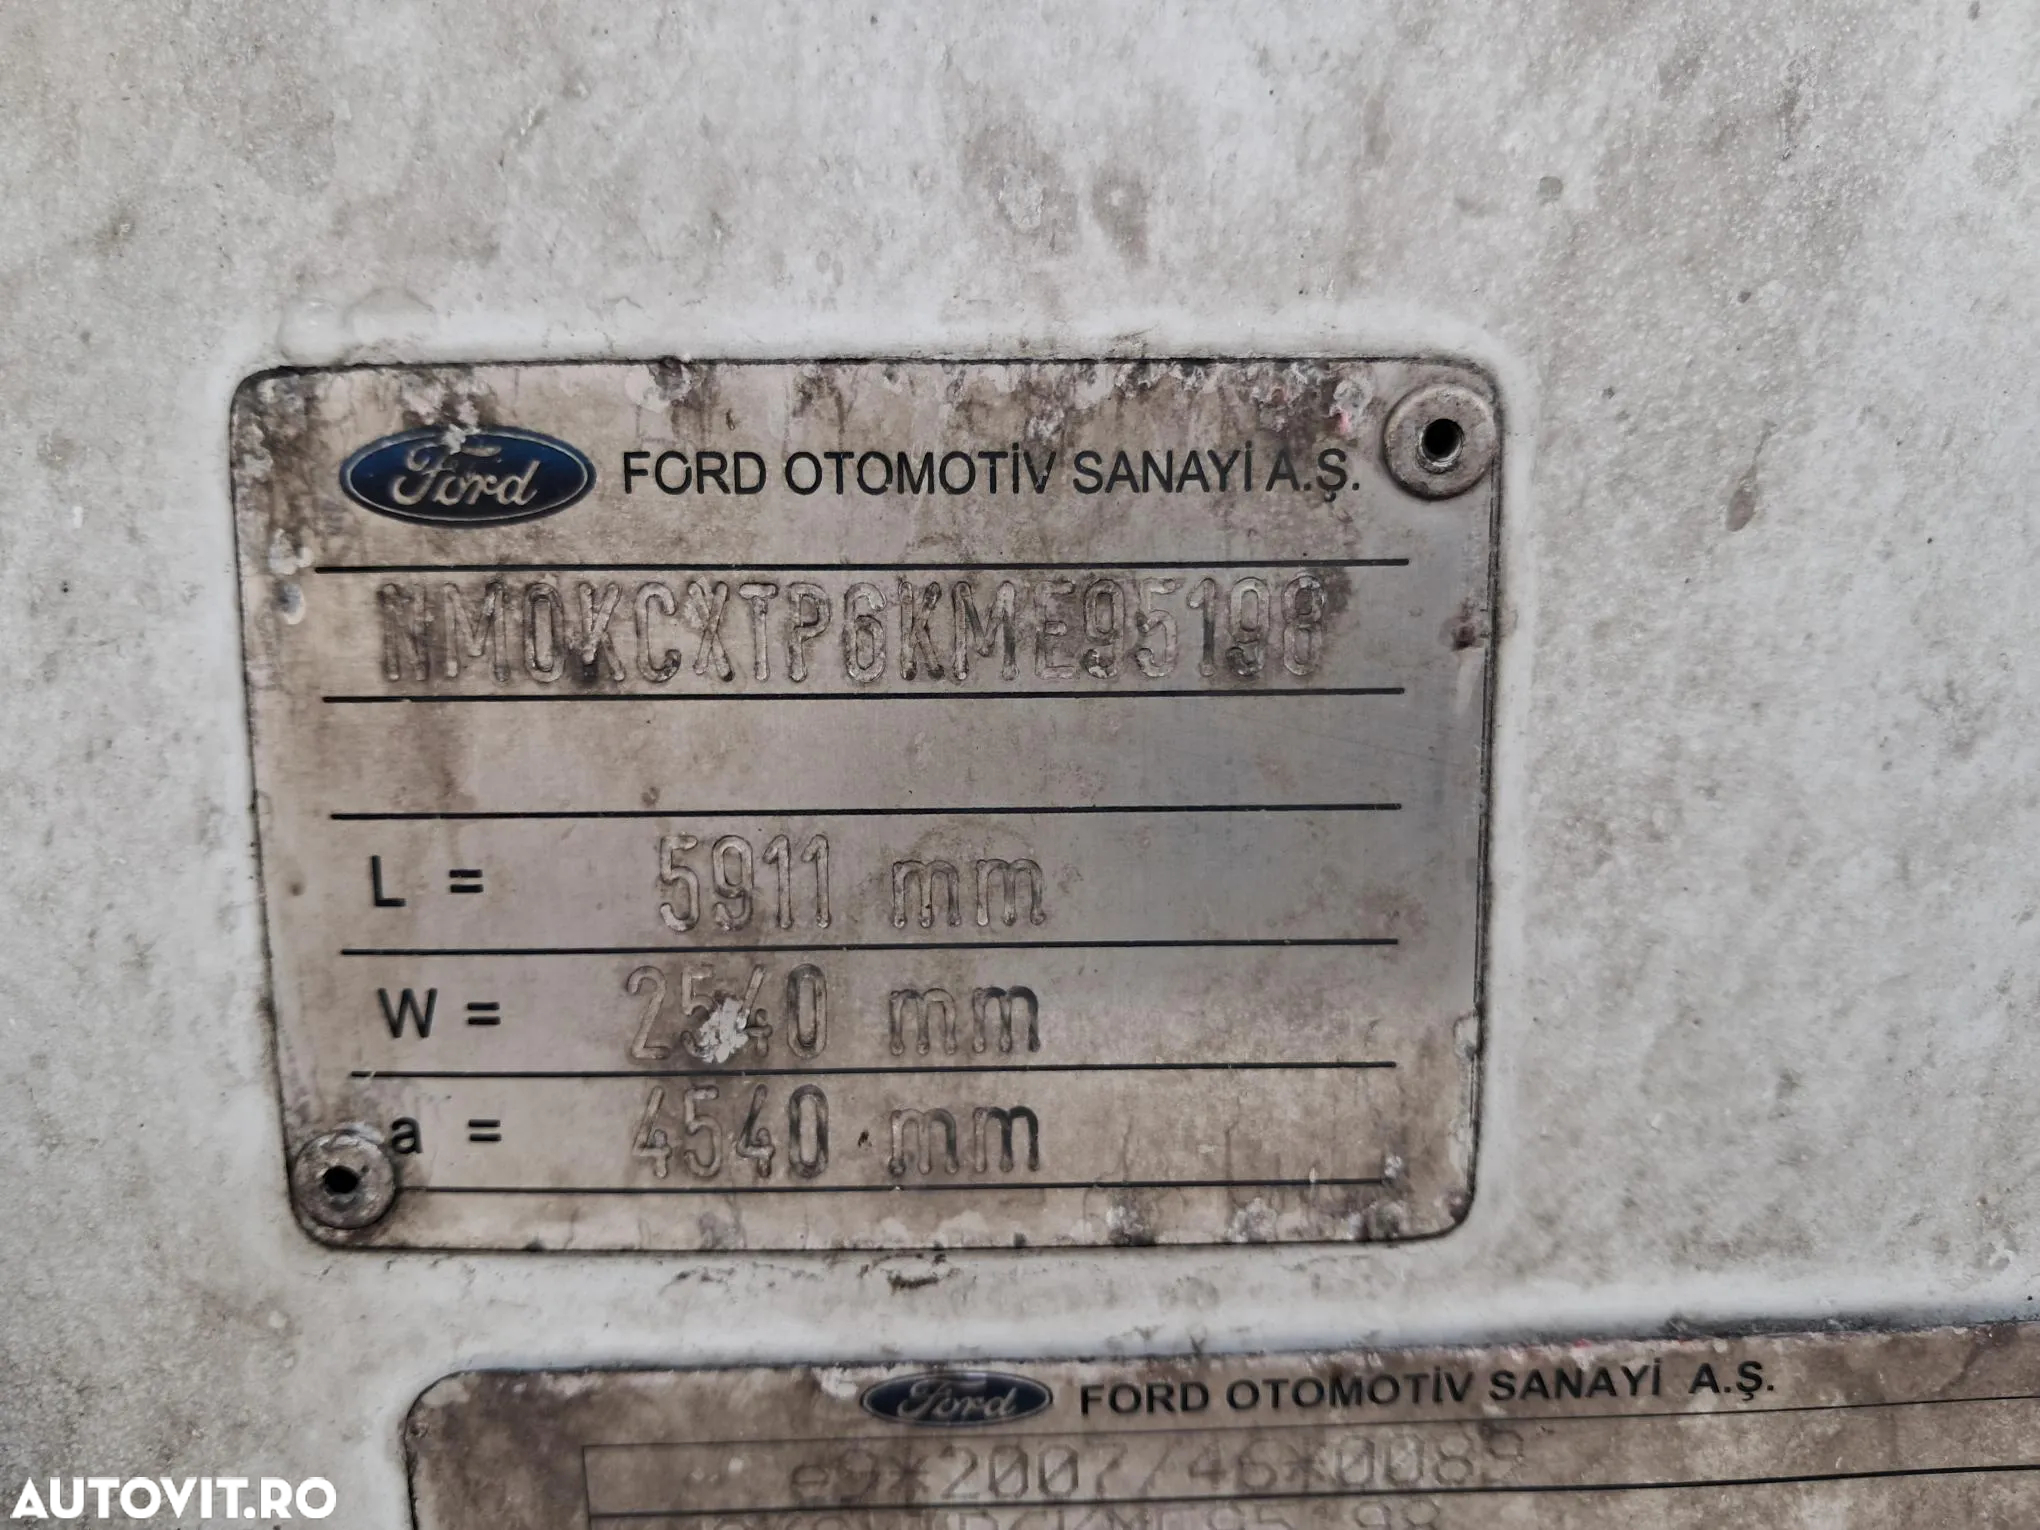 Ford FORD OTOMOTİV SANAYİ A.Ş.
NM0KCXTP6KME95198
L = 5911 mm
W = 2540 mm
a = 4540 mm
Ford FORD OTOMOTİV SANAYİ A.Ş.
e9*2007/46*0089
AUTOVIT.RO